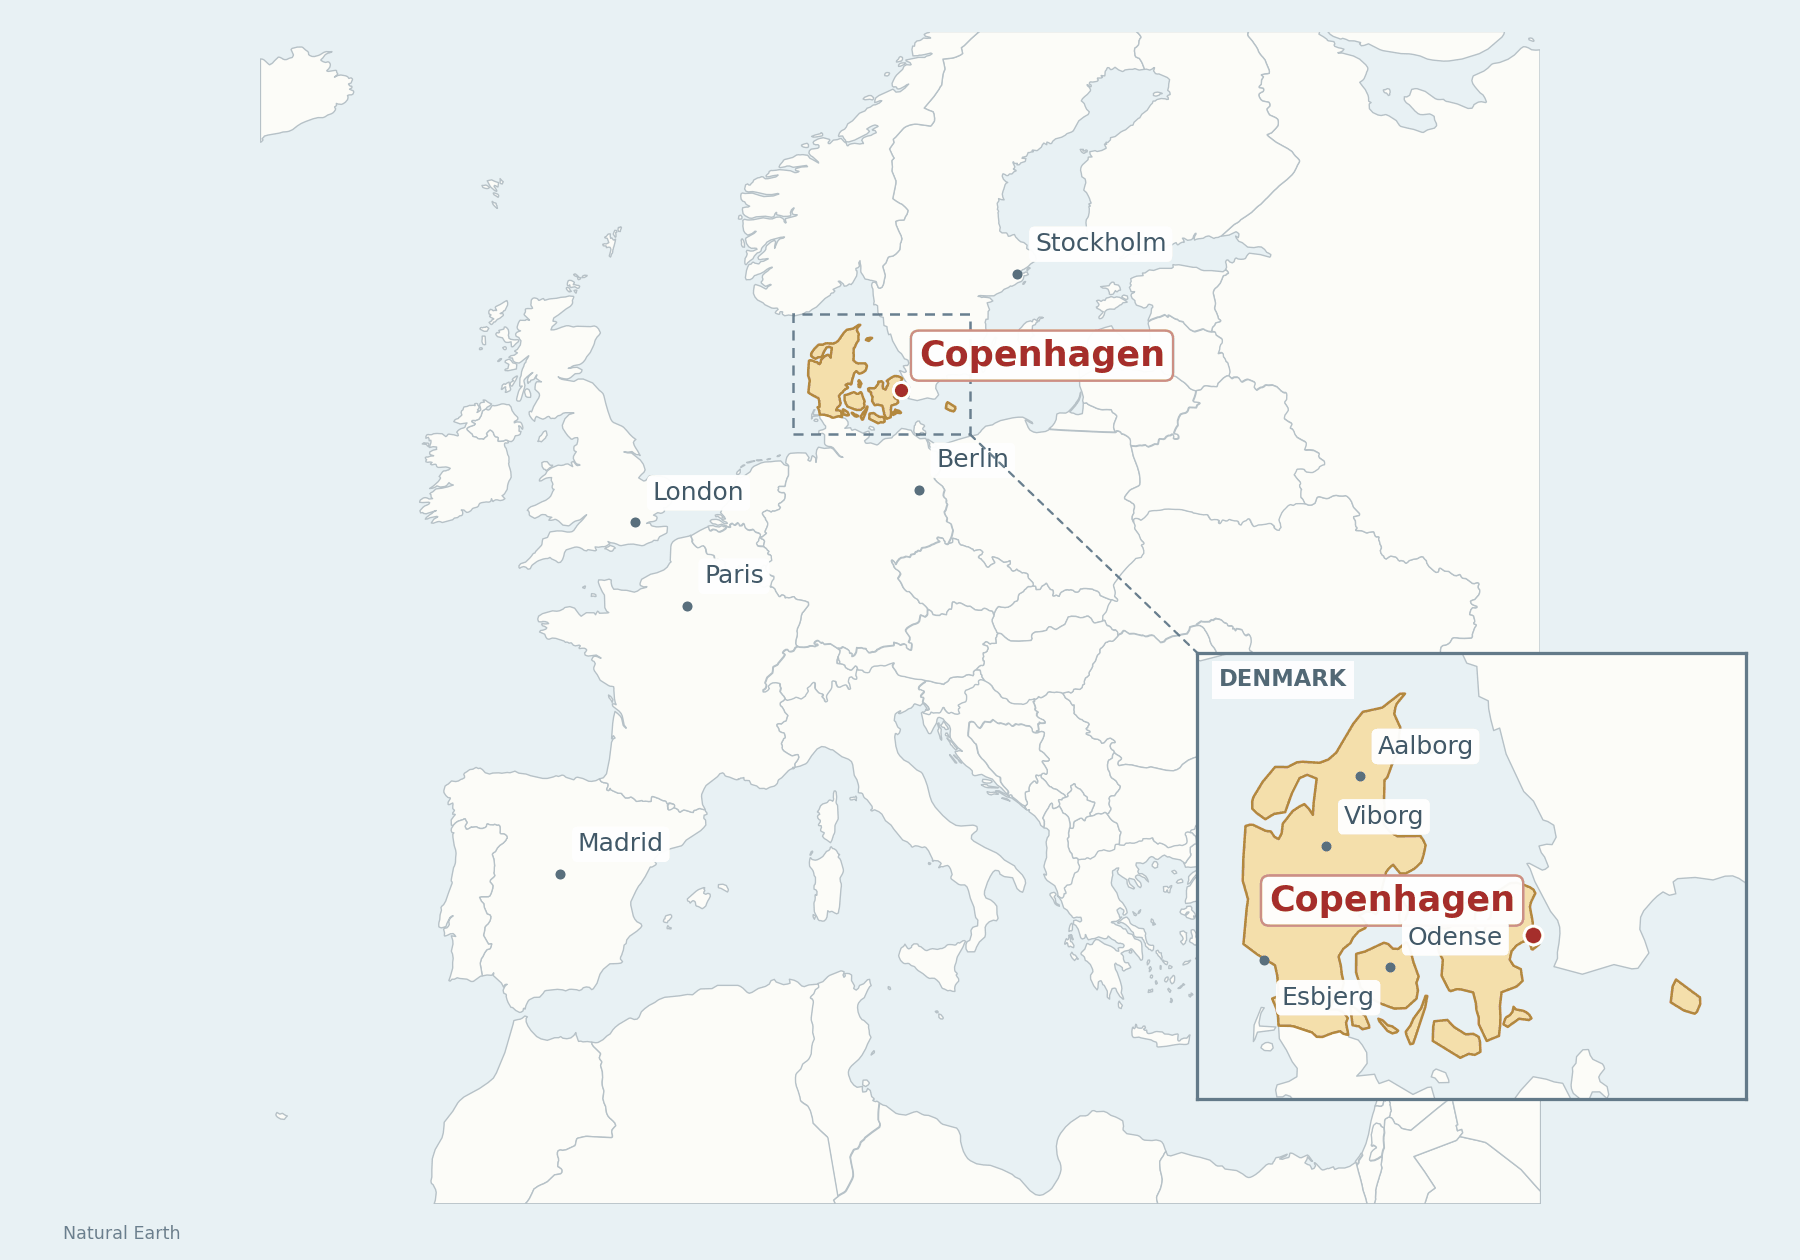 Stockholm
Copenhagen
Berlin
London
Paris
Madrid
DENMARK
Aalborg
Viborg
Copenhagen
Odense
Esbjerg
Natural Earth